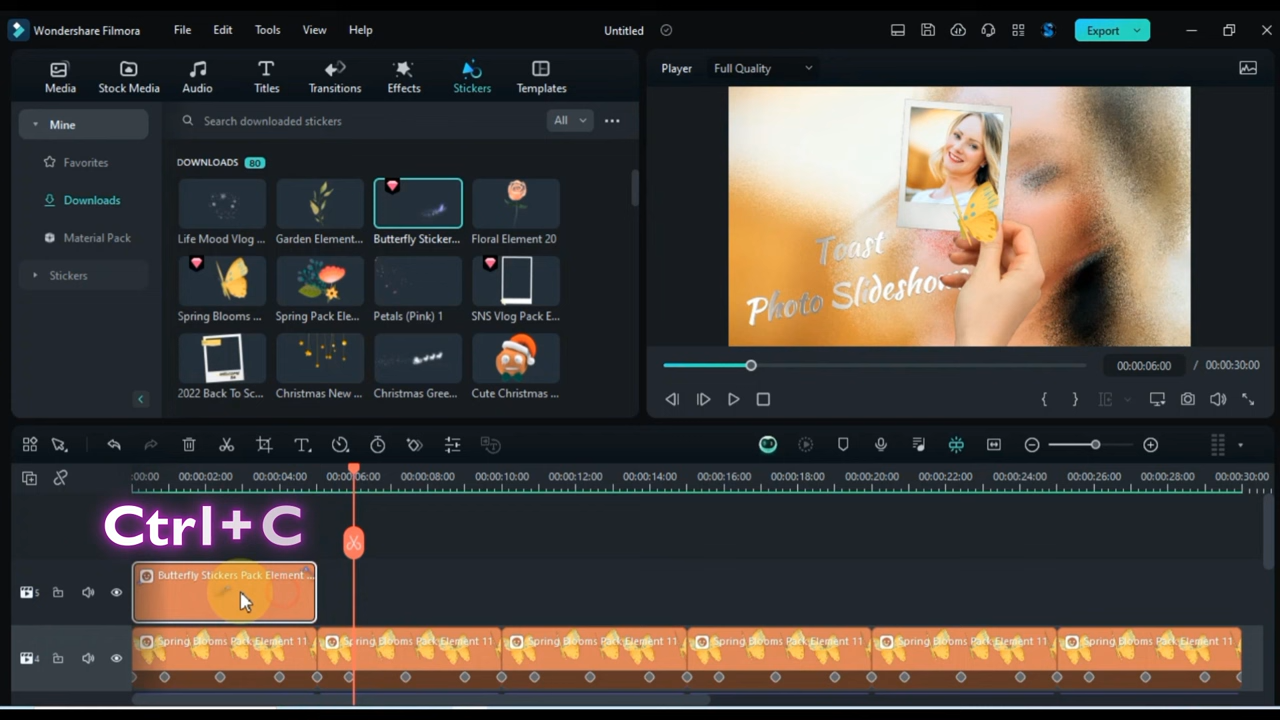 Wondershare Filmora File Edit Tools View Help Untitled Export
Media Stock Media Audio Titles Transitions Effects Stickers Templates
Player Full Quality
Mine
Favorites
Downloads
Material Pack
Stickers
Search downloaded stickers All
DOWNLOADS 80
Life Mood Vlog ... Garden Element... Butterfly Sticker... Floral Element 20
Spring Blooms ... Spring Pack Ele... Petals (Pink) 1 SNS Vlog Pack E...
2022 Back To Sc... Christmas New ... Christmas Gree... Cute Christmas ...
Toast
Photo Slideshow
00:00:06:00 / 00:00:30:00
:00:00 00:00:02:00 00:00:04:00 00:00:06:00 00:00:08:00 00:00:10:00 00:00:12:00 00:00:14:00 00:00:16:00 00:00:18:00 00:00:20:00 00:00:22:00 00:00:24:00 00:00:26:00 00:00:28:00 00:00:30:00
Ctrl+C
5 Butterfly Stickers Pack Element ...
4 Spring Blooms Pack Element 11 Spring Blooms Pack Element 11 Spring Blooms Pack Element 11 Spring Blooms Pack Element 11 Spring Blooms Pack Element 11 Spring Blooms Pack Element 11